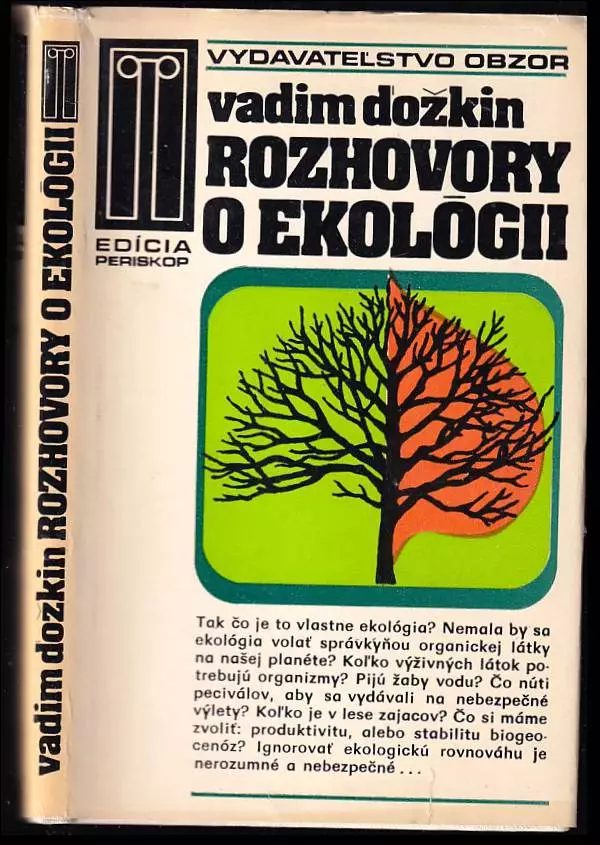 VYDAVATEĽSTVO OBZOR
vadim dožkin
ROZHOVORY
O EKOLÓGII
EDÍCIA
PERISKOP
Tak čo je to vlastne ekológia? Nemala by sa
ekológia volať správkýňou organickej látky
na našej planéte? Koľko výživných látok po-
trebujú organizmy? Pijú žaby vodu? Čo núti
peciválov, aby sa vydávali na nebezpečné
výlety? Koľko je v lese zajacov? Čo si máme
zvoliť: produktivitu, alebo stabilitu biogeo-
cenóz? Ignorovať ekologickú rovnováhu je
nerozumné a nebezpečné...
vadim dožkin ROZHOVORY O EKOLÓGII